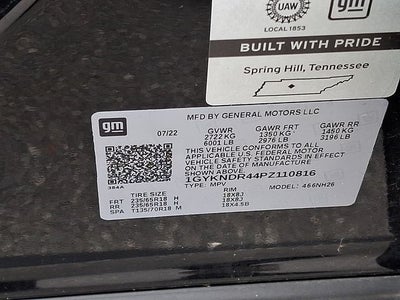 UAW
gm
LOCAL 1853
BUILT WITH PRIDE
Spring Hill, Tennessee
gm
MFD BY GENERAL MOTORS LLC
07/22 GVWR GAWR FRT GAWR RR
2722 KG 1350 KG 1450 KG
6001 LB 2976 LB 3196 LB
THIS VEHICLE CONFORMS TO ALL
APPLICABLE U.S. FEDERAL MOTOR
VEHICLE SAFETY STANDARDS IN EFFECT
ON THE DATE OF MANUFACTURE
SHOWN ABOVE.
1GYKNDR44PZ110816
384A TYPE: MPV MODEL: 466NH26
TIRE SIZE RIM
FRT 235/65R18 H 18X8J
RR 235/65R18 H 18X8J
SPA T135/70R18 M 18X4.5B